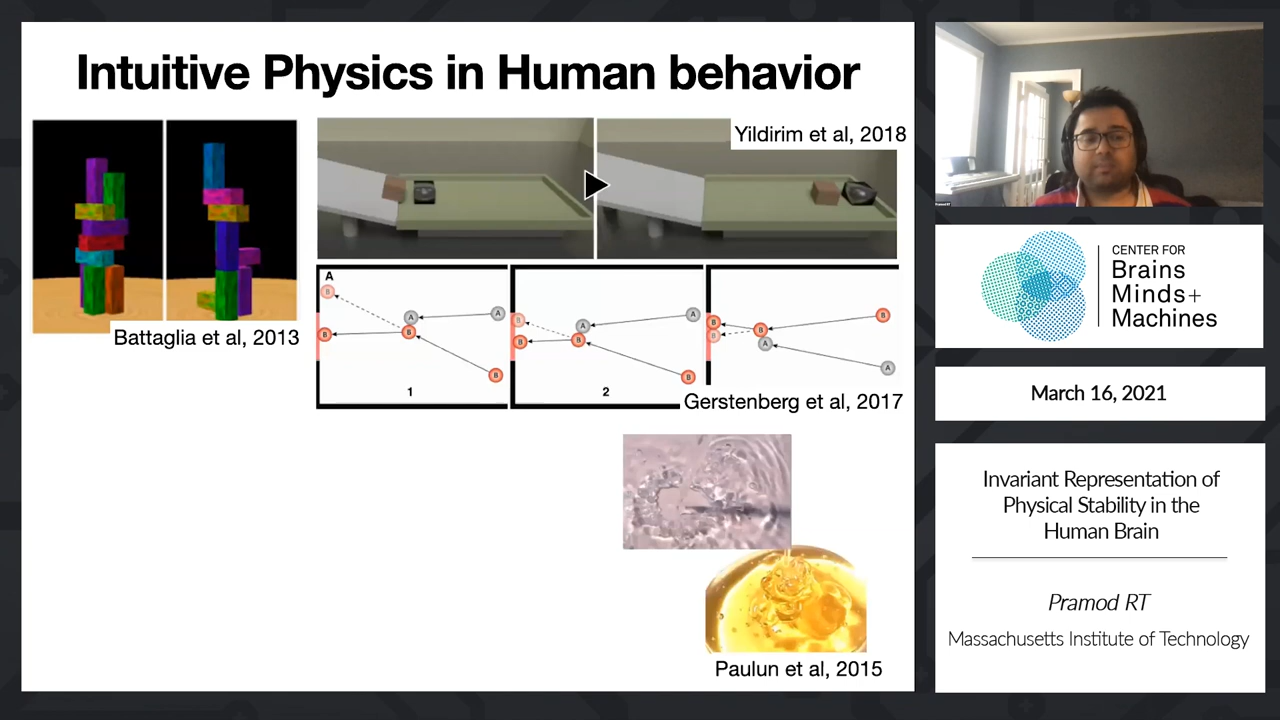 Intuitive Physics in Human behavior
Battaglia et al, 2013
Yildirim et al, 2018
A
B
A
A
B
B
B
1
B
A
A
B
B
B
2
B
B
B
B
A
A
Gerstenberg et al, 2017
Paulun et al, 2015
Pramod RT
CENTER FOR
Brains
Minds+
Machines
March 16, 2021
Invariant Representation of
Physical Stability in the
Human Brain
Pramod RT
Massachusetts Institute of Technology